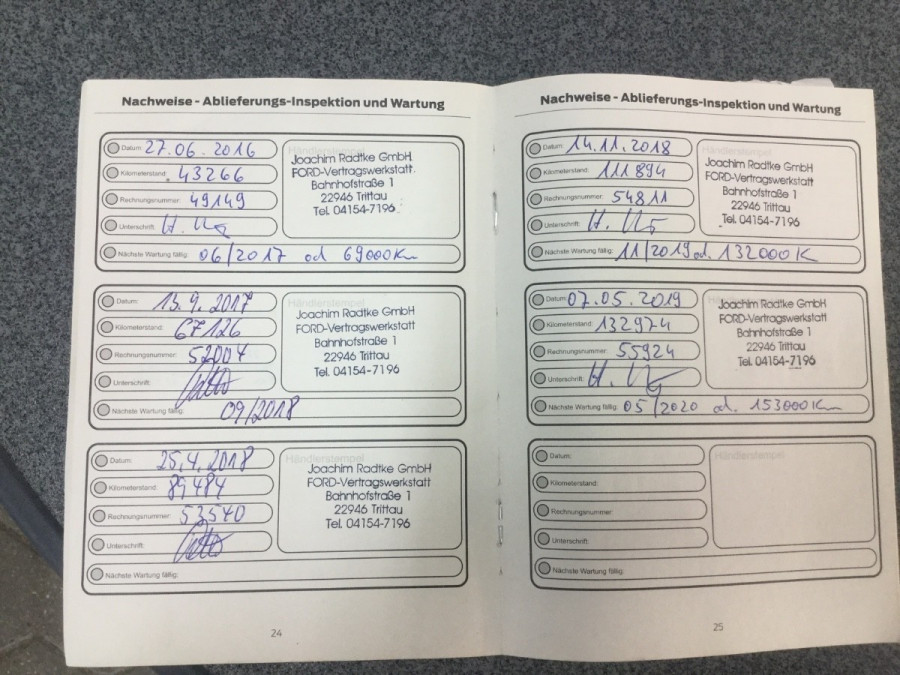 Nachweise - Ablieferungs-Inspektion und Wartung
Datum: 27.06.2016
Kilometerstand: 43266
Rechnungsnummer: 49149
Unterschrift:
Händlerstempel
Joachim Radtke GmbH
FORD-Vertragswerkstatt
Bahnhofstraße 1
22946 Trittau
Tel. 04154-7196
Nächste Wartung fällig: 06/2017 od 69000Km
Datum: 13.9.2017
Kilometerstand: 67126
Rechnungsnummer: 52004
Unterschrift:
Händlerstempel
Joachim Radtke GmbH
FORD-Vertragswerkstatt
Bahnhofstraße 1
22946 Trittau
Tel. 04154-7196
Nächste Wartung fällig: 09/2018
Datum: 25.4.2018
Kilometerstand: 89484
Rechnungsnummer: 53540
Unterschrift:
Händlerstempel
Joachim Radtke GmbH
FORD-Vertragswerkstatt
Bahnhofstraße 1
22946 Trittau
Tel. 04154-7196
Nächste Wartung fällig:
24
Nachweise - Ablieferungs-Inspektion und Wartung
Datum: 14.11.2018
Kilometerstand: 111894
Rechnungsnummer: 54811
Unterschrift:
Händlerstempel
Joachim Radtke GmbH
FORD-Vertragswerkstatt
Bahnhofstraße 1
22946 Trittau
Tel. 04154-7196
Nächste Wartung fällig: 11/2019 od. 132000K
Datum: 07.05.2019
Kilometerstand: 132974
Rechnungsnummer: 55924
Unterschrift:
Händlerstempel
Joachim Radtke GmbH
FORD-Vertragswerkstatt
Bahnhofstraße 1
22946 Trittau
Tel. 04154-7196
Nächste Wartung fällig: 05/2020 od. 153000Km
Datum:
Kilometerstand:
Rechnungsnummer:
Unterschrift:
Händlerstempel
Nächste Wartung fällig:
25